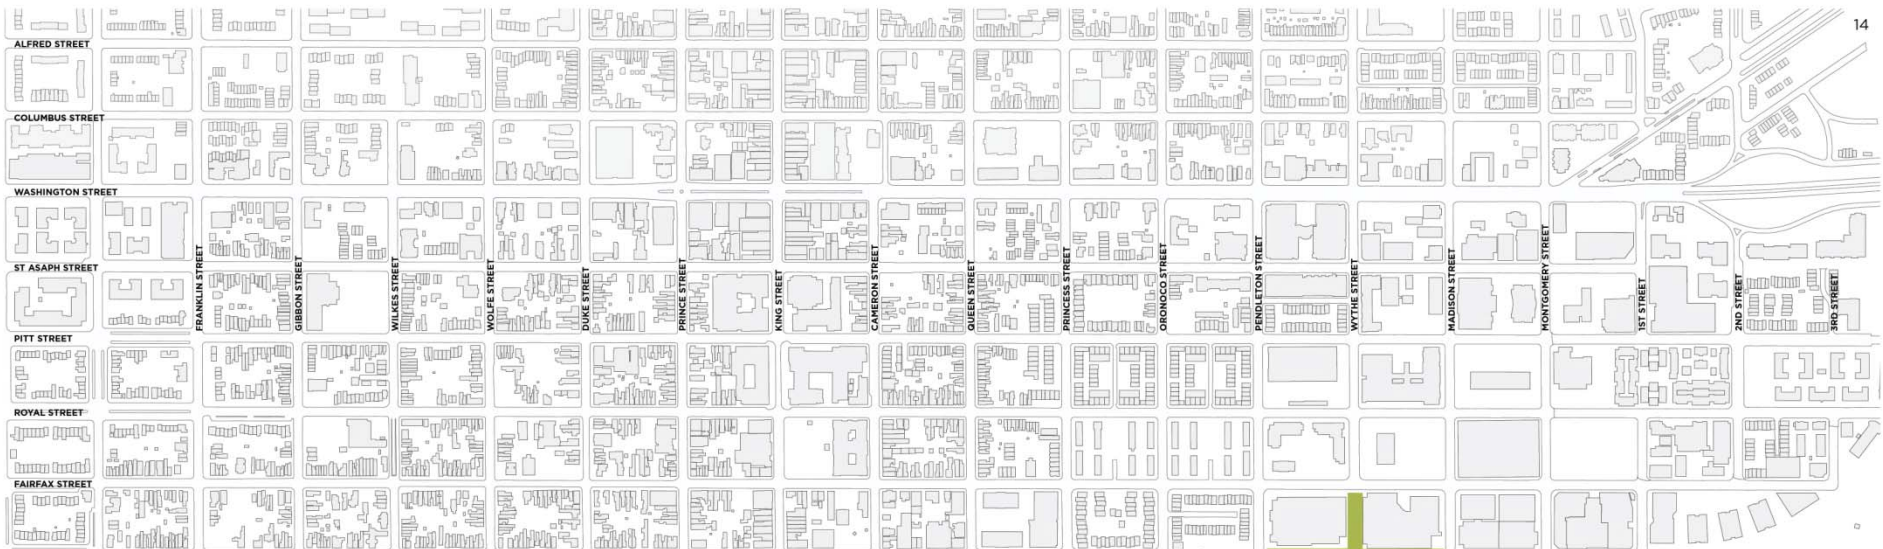 14
ALFRED STREET
COLUMBUS STREET
WASHINGTON STREET
ST ASAPH STREET
PITT STREET
ROYAL STREET
FAIRFAX STREET
FRANKLIN STREET
GIBBON STREET
WILKES STREET
WOLFE STREET
DUKE STREET
PRINCE STREET
KING STREET
CAMERON STREET
QUEEN STREET
PRINCESS STREET
ORONOCO STREET
PENDLETON STREET
WYTHE STREET
MADISON STREET
MONTGOMERY STREET
1ST STREET
2ND STREET
3RD STREET